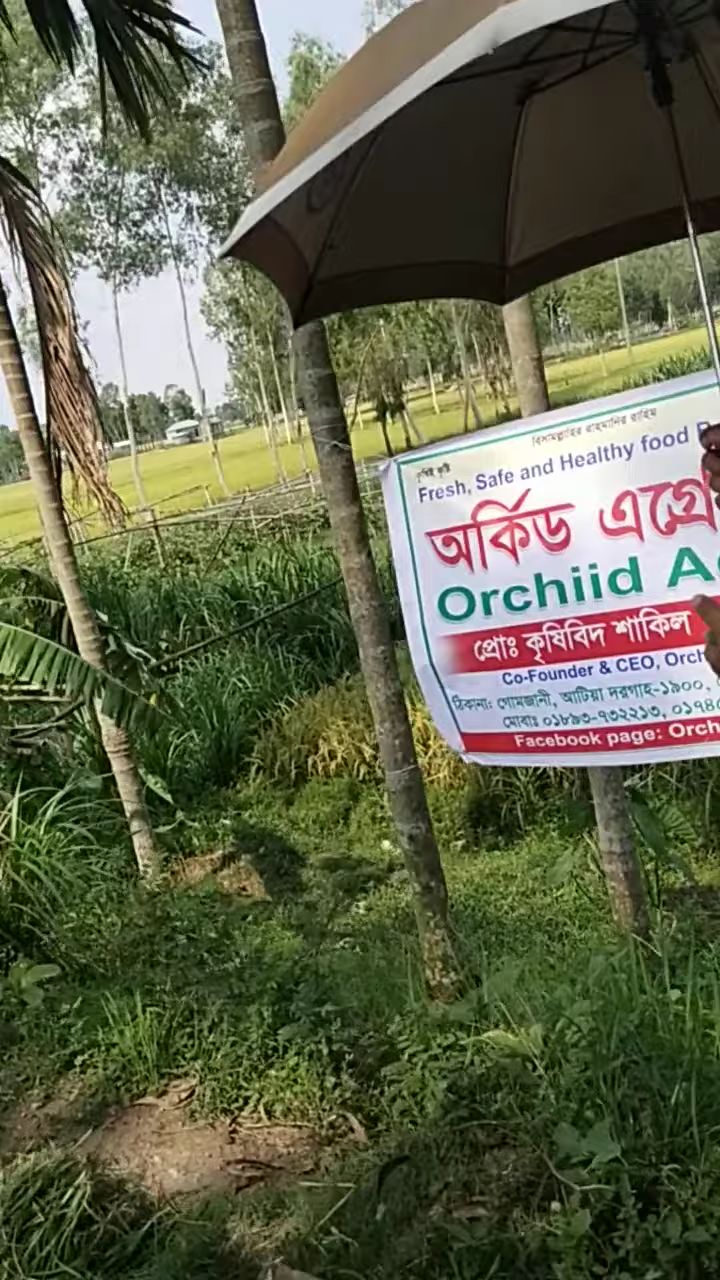 বিসমিল্লাহির রাহমানির রাহিম
কৃষিই কৃষ্টি
Fresh, Safe and Healthy food
অর্কিড এগ্রো
Orchiid A
প্রোঃ কৃষিবিদ শাকিল
Co-Founder & CEO, Orch
ঠিকানা: গোমজানী, আটিয়া দরগাহ-১৯০০,
মোবাঃ ০১৮৯৩-৭৩২২১৩, ০১৭৪
Facebook page: Orch